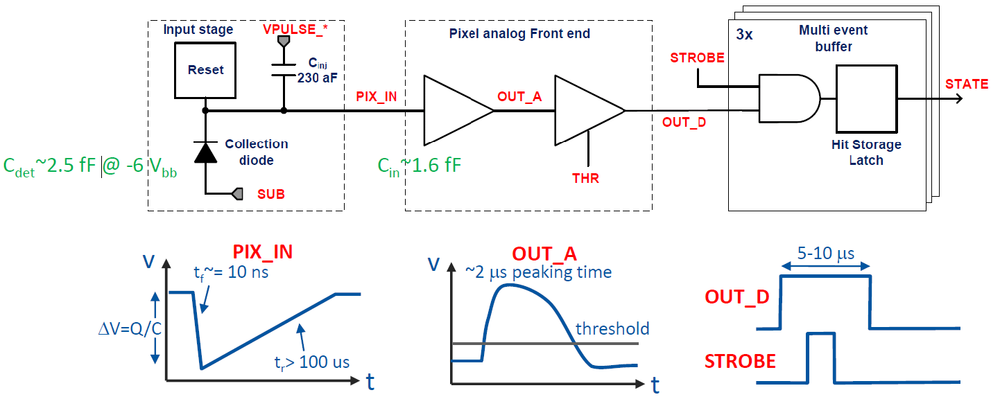 Input stage
VPULSE_*
Reset
Cinj
230 aF
Collection
diode
SUB
Cdet~2.5 fF @ -6 Vbb
PIX_IN
Pixel analog Front end
OUT_A
THR
Cin~1.6 fF
OUT_D
STROBE
3x
Multi event
buffer
Hit Storage
Latch
STATE
PIX_IN
V
tf~= 10 ns
ΔV=Q/C
tr> 100 us
t
OUT_A
V
~2 μs peaking time
threshold
t
5-10 μs
OUT_D
STROBE